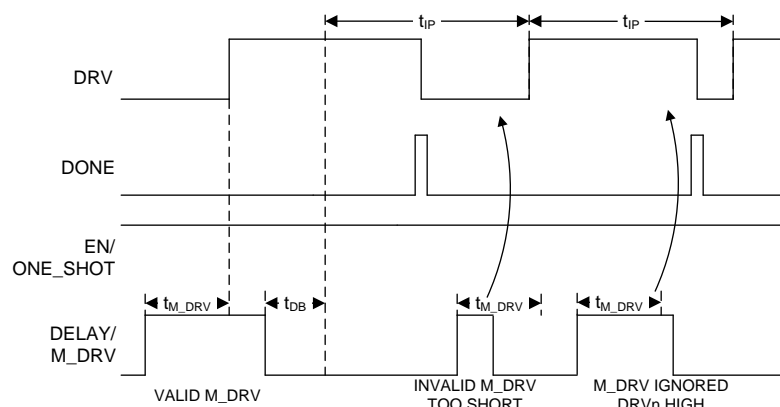 tIP
tIP
DRV
DONE
EN/
ONE_SHOT
tM_DRV
tDB
tM_DRV
tM_DRV
DELAY/
M_DRV
VALID M_DRV
INVALID M_DRV
TOO SHORT
M_DRV IGNORED
DRVn HIGH